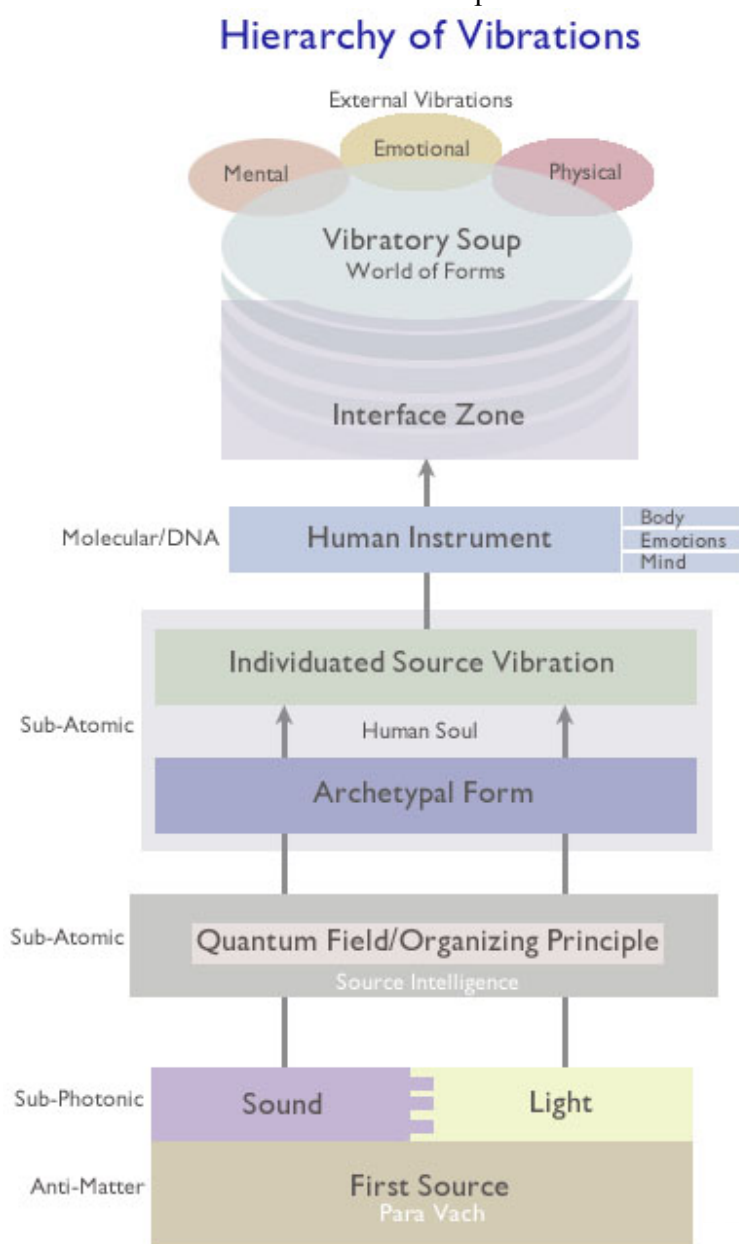 Hierarchy of Vibrations
External Vibrations
Mental
Emotional
Physical
Vibratory Soup
World of Forms
Interface Zone
Molecular/DNA
Human Instrument
Body
Emotions
Mind
Individuated Source Vibration
Sub-Atomic
Human Soul
Archetypal Form
Sub-Atomic
Quantum Field/Organizing Principle
Source Intelligence
Sub-Photonic
Sound
Light
Anti-Matter
First Source
Para Vach